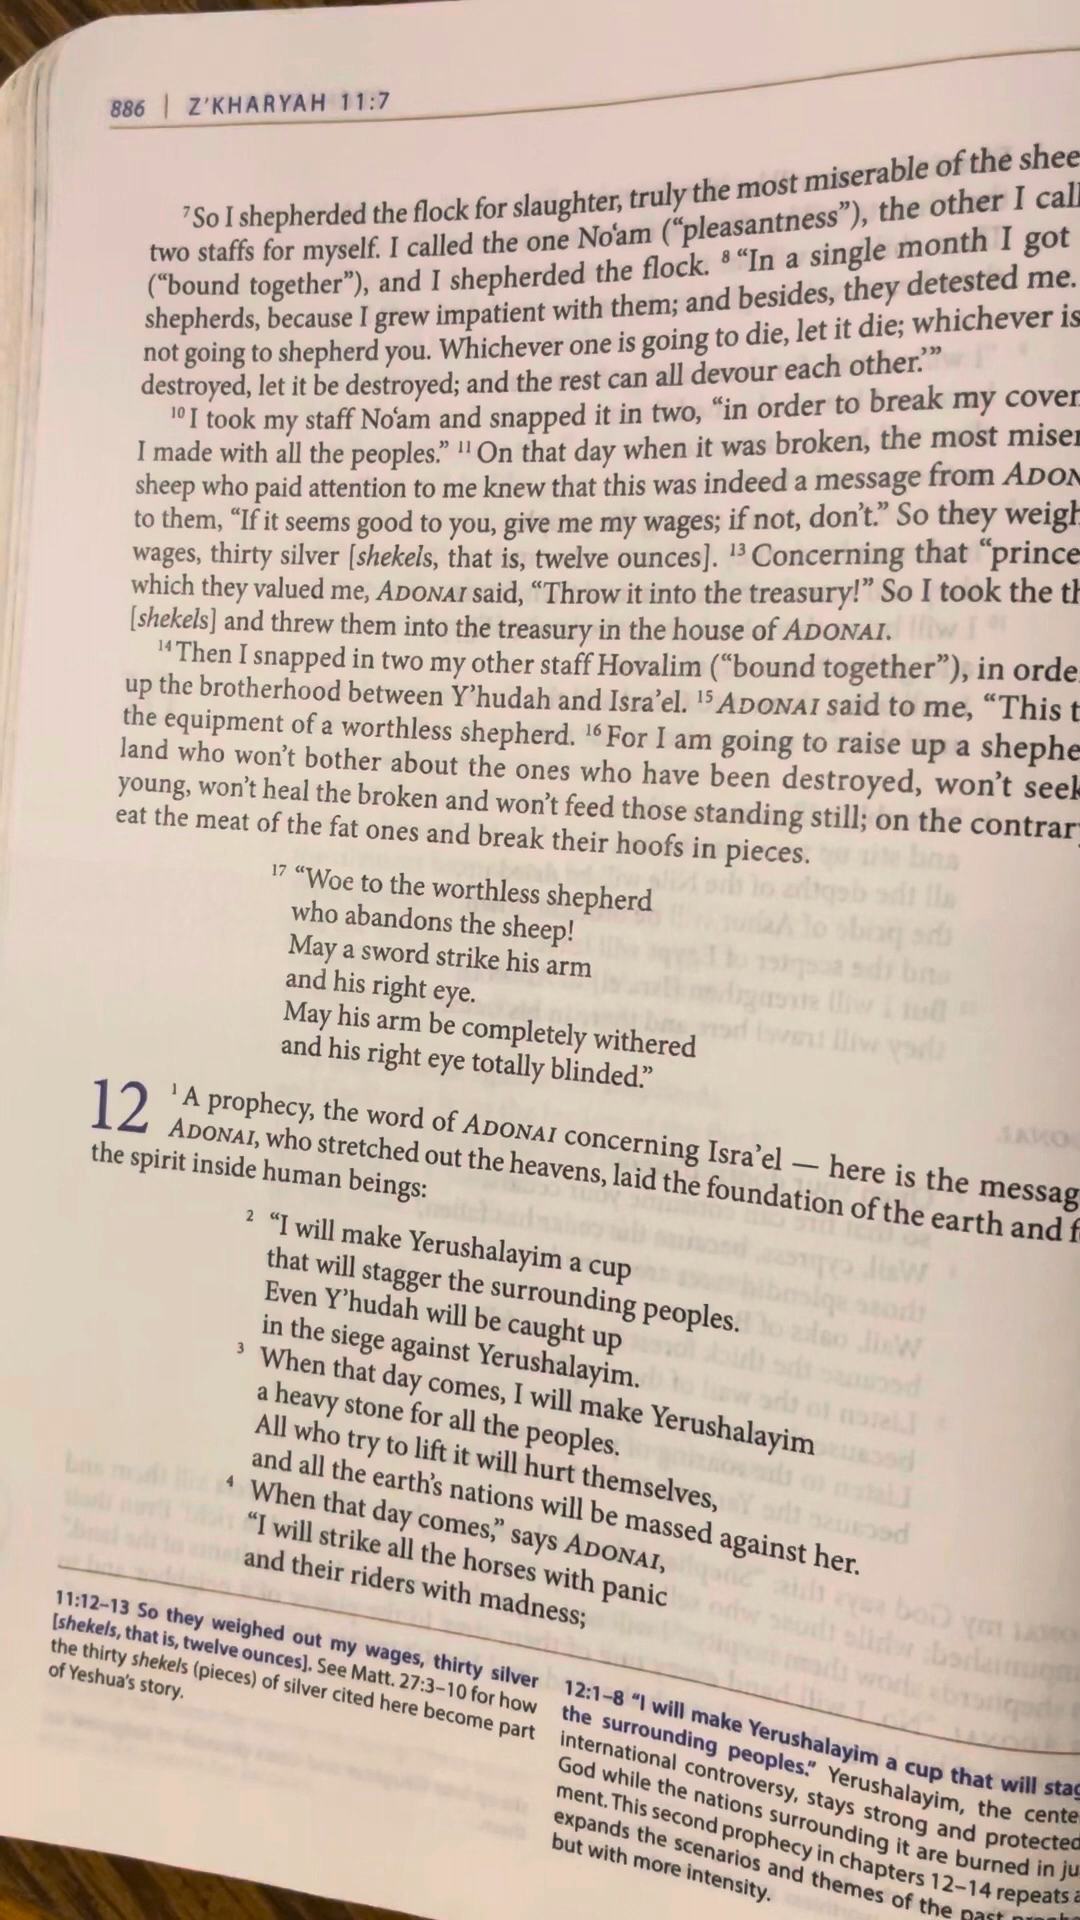 886 | Z'KHARYAH 11:7
⁷So I shepherded the flock for slaughter, truly the most miserable of the
two staffs for myself. I called the one No‘am (“pleasantness”), the other I
(“bound together”), and I shepherded the flock. ⁸ “In a single month I got
shepherds, because I grew impatient with them; and besides, they detested me.
not going to shepherd you. Whichever one is going to die, let it die; whichever is
destroyed, let it be destroyed; and the rest can all devour each other.’”
¹⁰I took my staff No‘am and snapped it in two, “in order to break my
I made with all the peoples.” ¹¹On that day when it was broken, the most
sheep who paid attention to me knew that this was indeed a message from
to them, “If it seems good to you, give me my wages; if not, don’t.” So they
wages, thirty silver [shekels, that is, twelve ounces]. ¹³Concerning that
which they valued me, ADONAI said, “Throw it into the treasury!” So I took the
[shekels] and threw them into the treasury in the house of ADONAI.
¹⁴Then I snapped in two my other staff Hovalim (“bound together”), in
up the brotherhood between Y’hudah and Isra’el. ¹⁵ADONAI said to me, “This
the equipment of a worthless shepherd. ¹⁶For I am going to raise up a
land who won’t bother about the ones who have been destroyed, won’t
young, won’t heal the broken and won’t feed those standing still; on the
eat the meat of the fat ones and break their hoofs in pieces.
¹⁷ “Woe to the worthless shepherd
who abandons the sheep!
May a sword strike his arm
and his right eye.
May his arm be completely withered
and his right eye totally blinded.”
12 ¹A prophecy, the word of ADONAI concerning Isra’el — here is the
ADONAI, who stretched out the heavens, laid the foundation of the earth and
the spirit inside human beings:
² “I will make Yerushalayim a cup
that will stagger the surrounding peoples.
Even Y’hudah will be caught up
in the siege against Yerushalayim.
³ When that day comes, I will make Yerushalayim
a heavy stone for all the peoples.
All who try to lift it will hurt themselves,
and all the earth’s nations will be massed against her.
⁴ When that day comes,” says ADONAI,
“I will strike all the horses with panic
and their riders with madness;
11:12–13 So they weighed out my wages, thirty silver
[shekels, that is, twelve ounces]. See Matt. 27:3–10 for how
the thirty shekels (pieces) of silver cited here become part
of Yeshua’s story.
12:1–8 “I will make Yerushalayim a cup that will
the surrounding peoples.” Yerushalayim, the
international controversy, stays strong and protected
God while the nations surrounding it are burned in
ment. This second prophecy in chapters 12–14 repeats
expands the scenarios and themes of the past
but with more intensity.